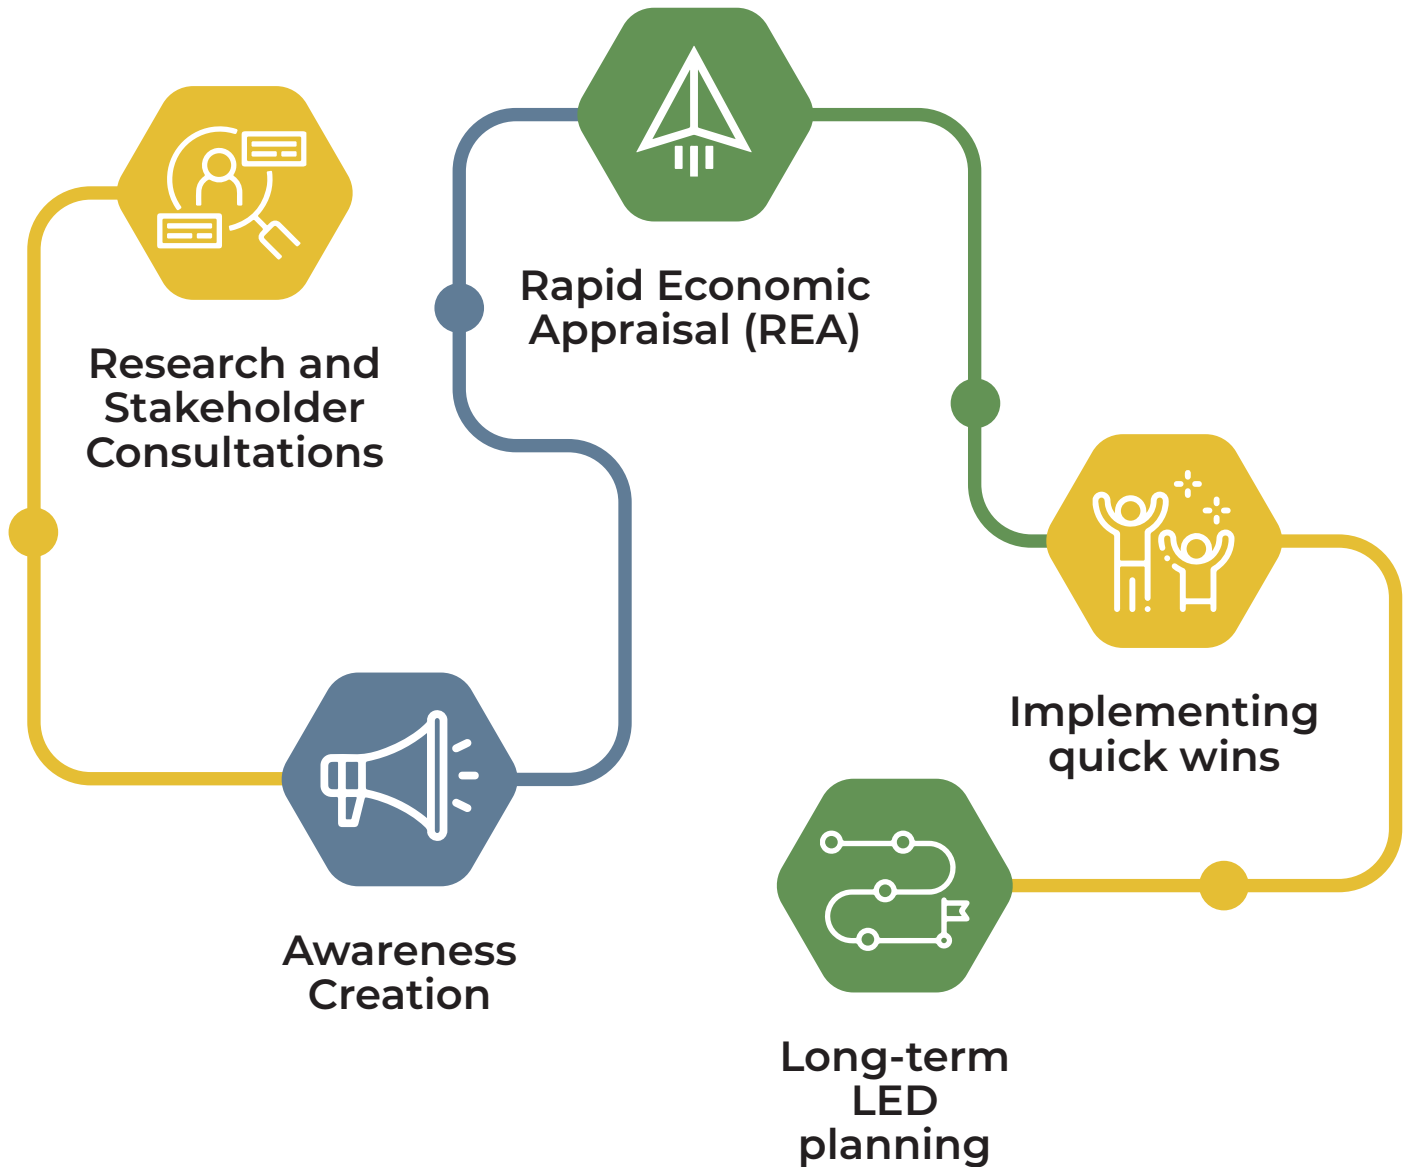 Research and
Stakeholder
Consultations
Awareness
Creation
Rapid Economic
Appraisal (REA)
Implementing
quick wins
Long-term
LED
planning